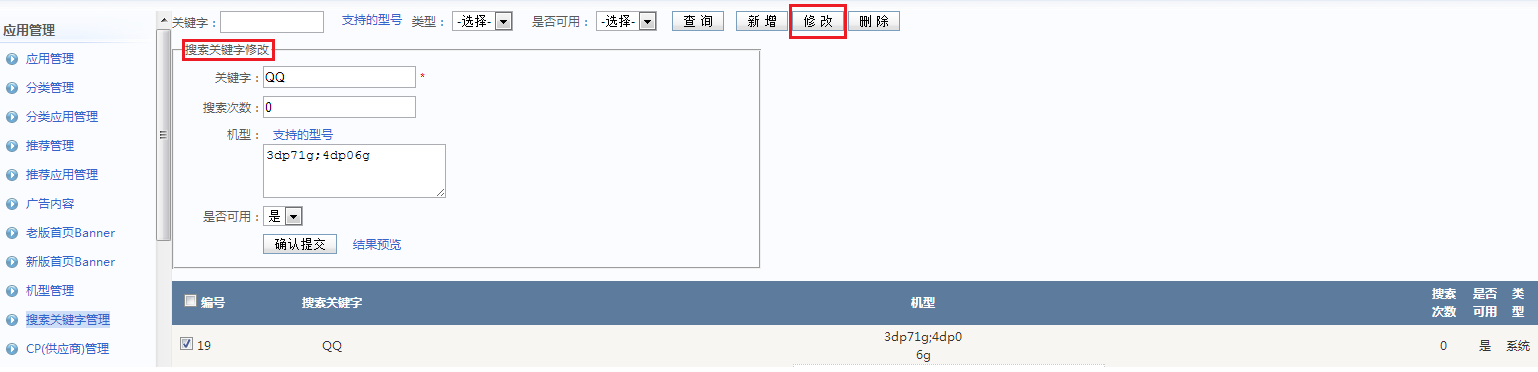 关键字： 支持的型号 类型： -选择- 是否可用： -选择- 查 询 新 增 修 改 删 除
应用管理
应用管理
分类管理
分类应用管理
推荐管理
推荐应用管理
广告内容
老版首页Banner
新版首页Banner
机型管理
搜索关键字管理
CP(供应商)管理
搜索关键字修改
关键字： QQ *
搜索次数： 0
机型： 支持的型号
3dp71g;4dp06g
是否可用： 是
确认提交 结果预览
编号 搜索关键字 机型 搜索次数 是否可用 类型
19 QQ 3dp71g;4dp0 0 是 系统
6g